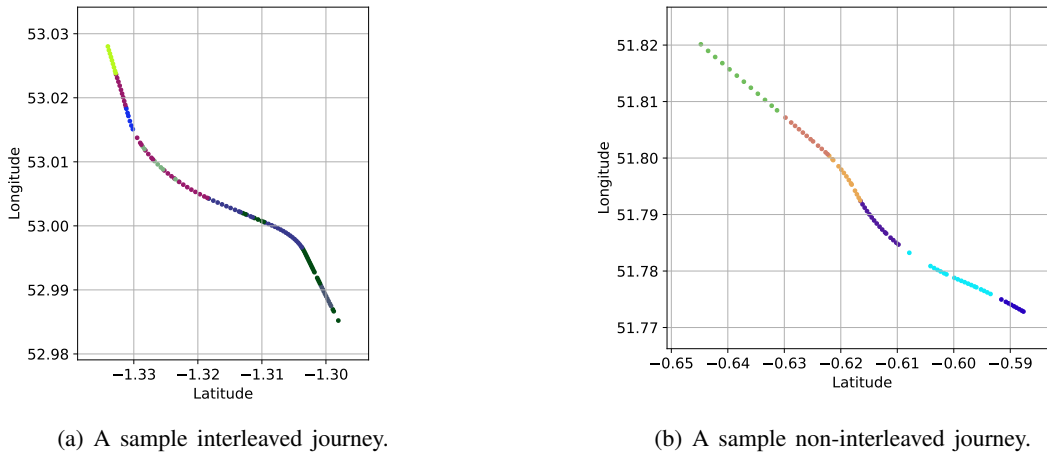 53.03
53.02
53.01
53.00
52.99
52.98
Longitude
−1.33 −1.32 −1.31 −1.30
Latitude
(a) A sample interleaved journey.
51.82
51.81
51.80
51.79
51.78
51.77
Longitude
−0.65 −0.64 −0.63 −0.62 −0.61 −0.60 −0.59
Latitude
(b) A sample non-interleaved journey.